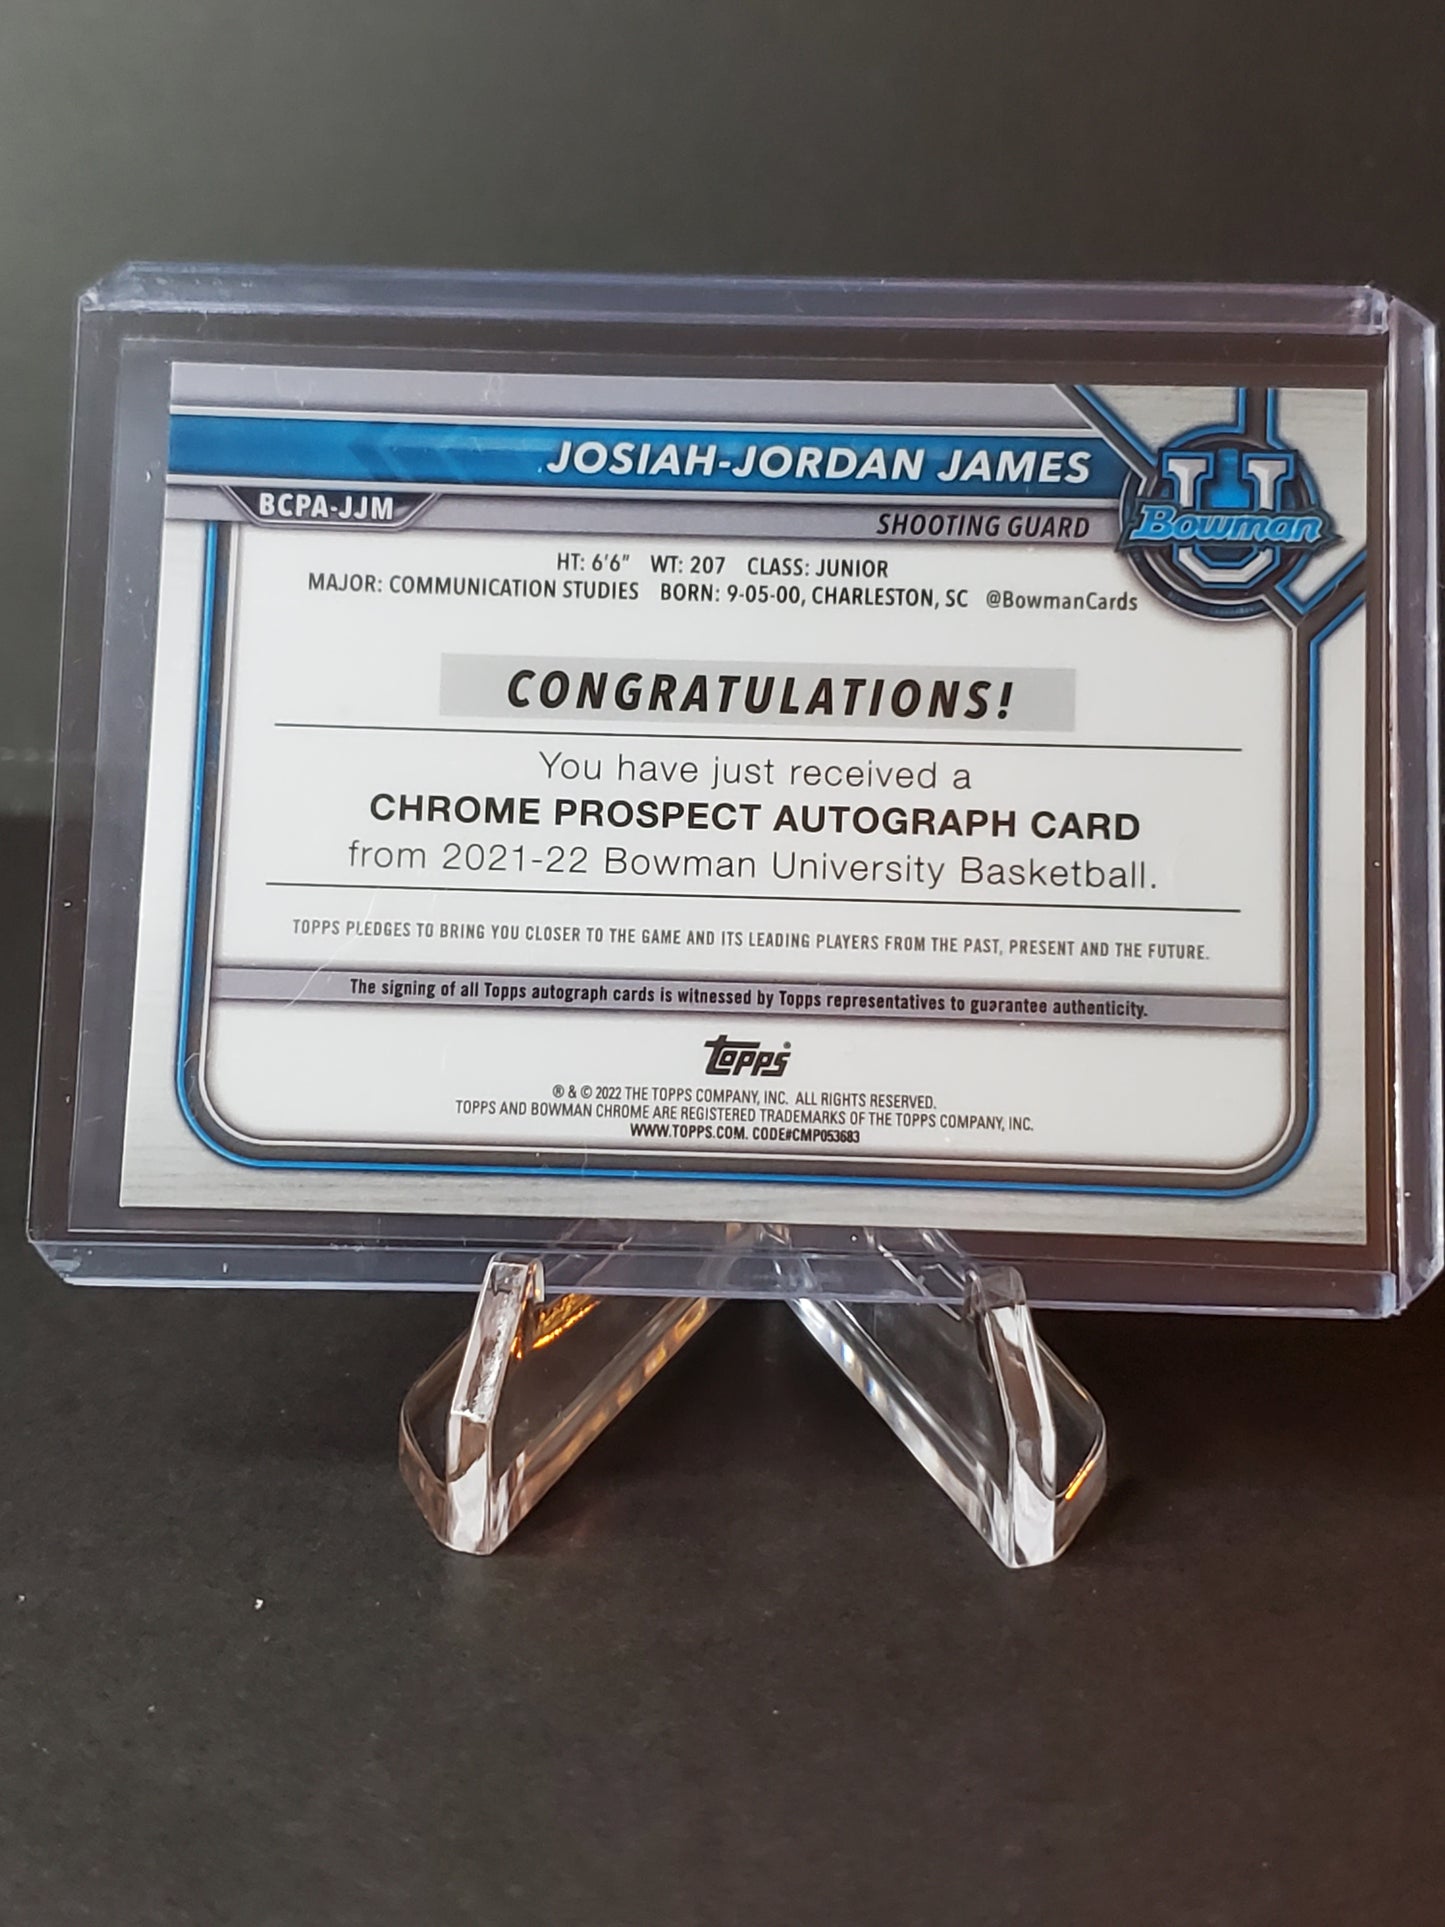 JOSIAH-JORDAN JAMES
BCPA-JJM
SHOOTING GUARD
U
Bowman
HT: 6'6" WT: 207 CLASS: JUNIOR
MAJOR: COMMUNICATION STUDIES BORN: 9-05-00, CHARLESTON, SC @BowmanCards
CONGRATULATIONS!
You have just received a
CHROME PROSPECT AUTOGRAPH CARD
from 2021-22 Bowman University Basketball.
TOPPS PLEDGES TO BRING YOU CLOSER TO THE GAME AND ITS LEADING PLAYERS FROM THE PAST, PRESENT AND THE FUTURE.
The signing of all Topps autograph cards is witnessed by Topps representatives to guarantee authenticity.
Topps®
® & © 2022 THE TOPPS COMPANY, INC. ALL RIGHTS RESERVED.
TOPPS AND BOWMAN CHROME ARE REGISTERED TRADEMARKS OF THE TOPPS COMPANY, INC.
WWW.TOPPS.COM. CODE#CMP053683